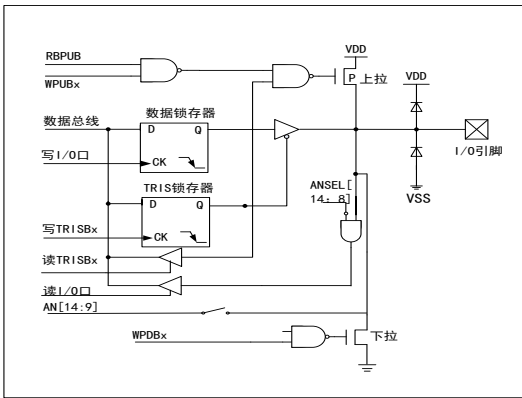 RBPUB
WPUBx
VDD
P
上拉
VDD
数据总线
数据锁存器
D
Q
CK
写I/O口
I/O引脚
TRIS锁存器
D
Q
CK
ANSEL[
14：8]
VSS
写TRISBx
读TRISBx
读I/O口
AN[14:9]
WPDBx
下拉